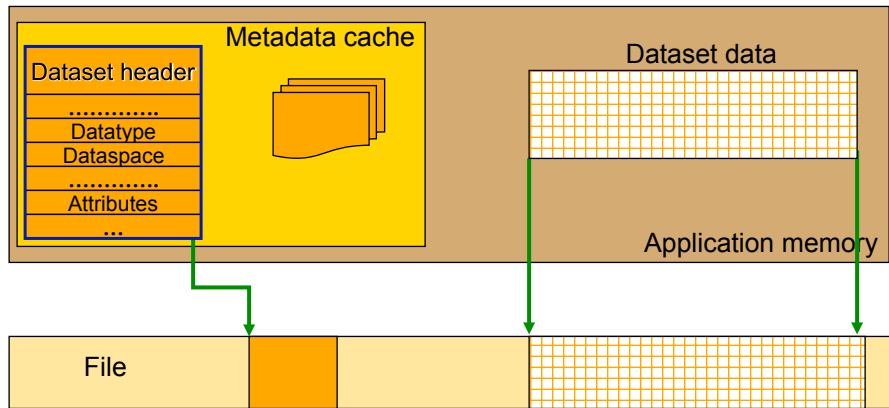 Metadata cache
Dataset header
………….
Datatype
Dataspace
………….
Attributes
…
Dataset data
Application memory
File